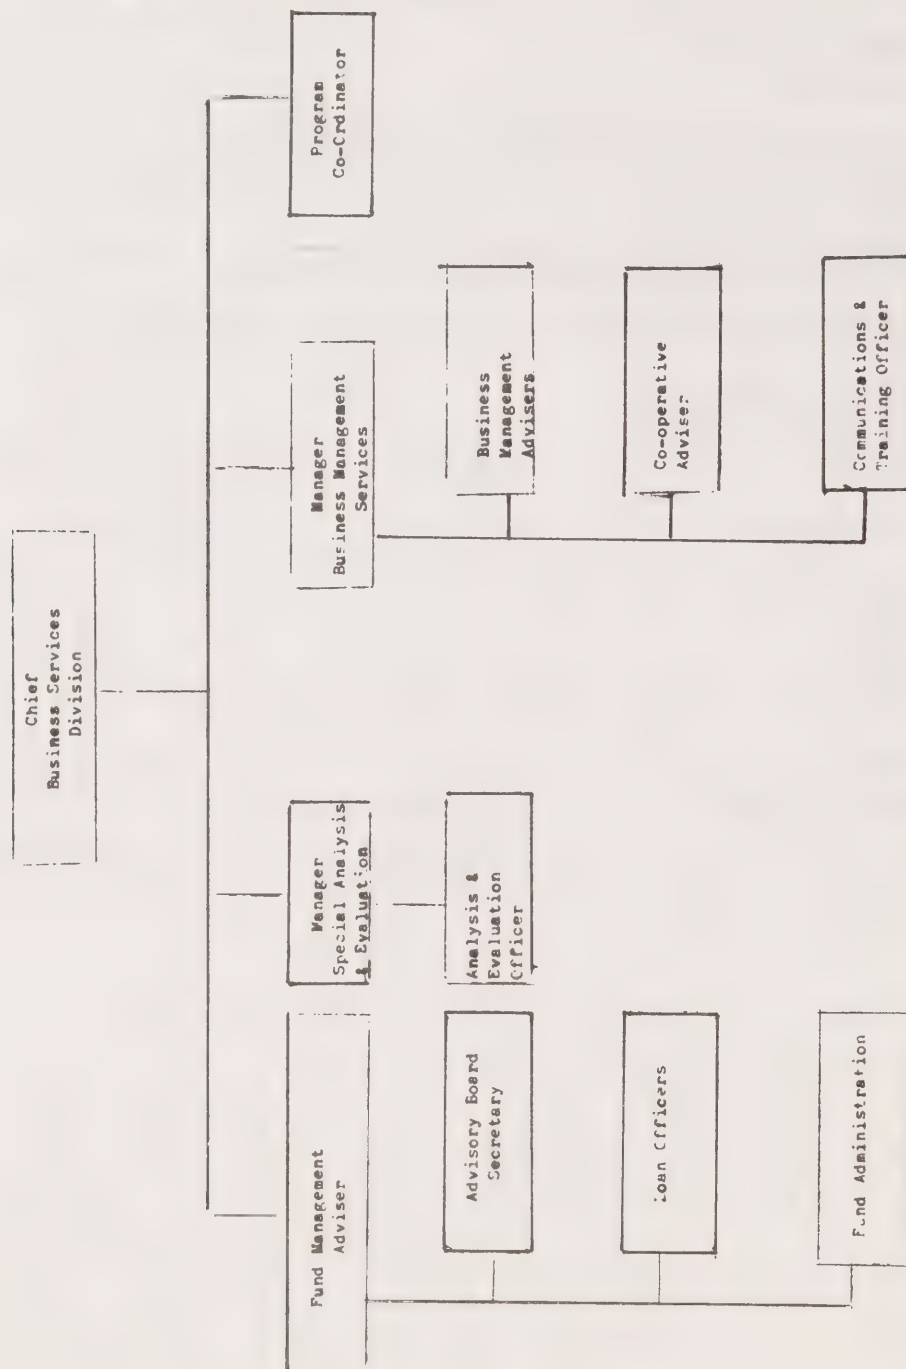 Chief
Business Services
Division
Fund Management
Adviser
Manager
Special Analysis
& Evaluation
Manager
Business Management
Services
Program
Co-Ordinator
Advisory Board
Secretary
Analysis &
Evaluation
Officer
Business
Management
Advisers
Loan Officers
Co-operative
Adviser
Fund Administration
Communications &
Training Officer